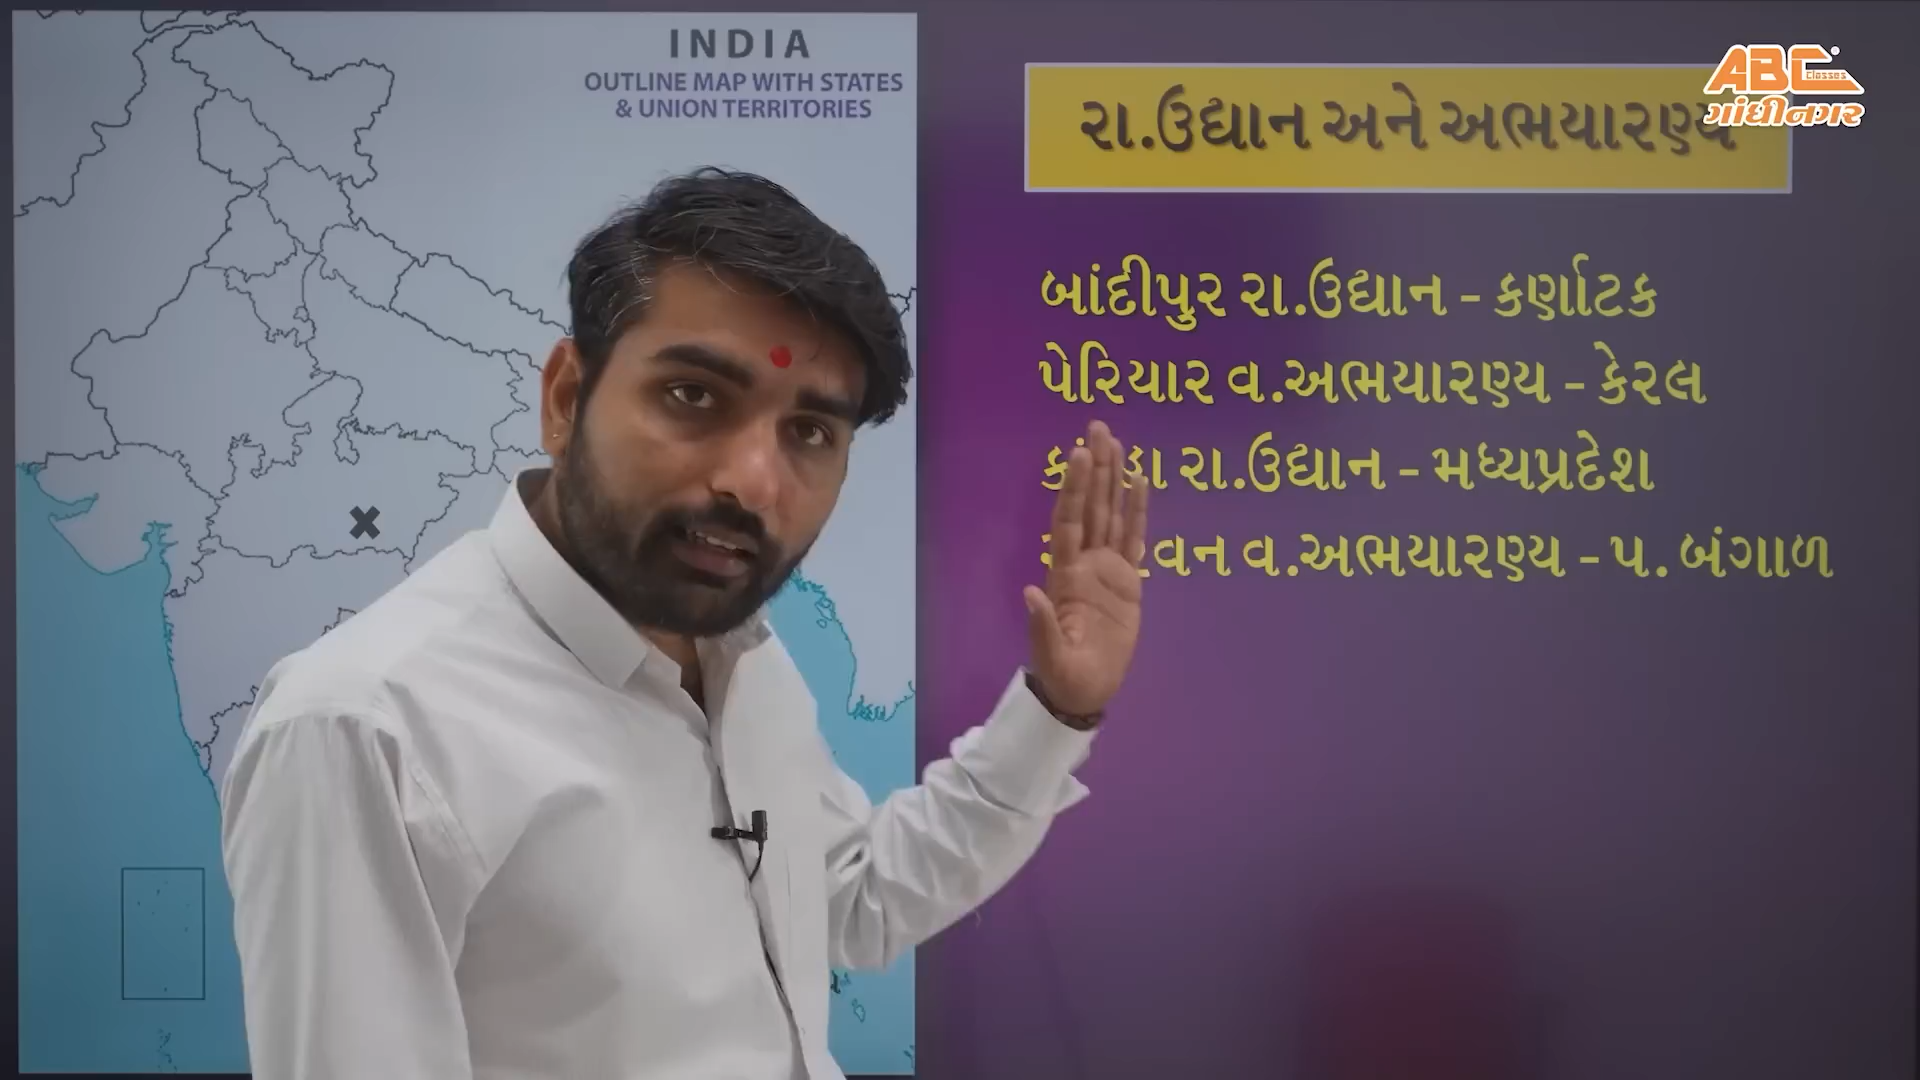 INDIA
OUTLINE MAP WITH STATES
& UNION TERRITORIES
ABC
Classes
ગાંધીનગર
રા.ઉદ્યાન અને અભયારણ્ય
બાંદીપુર રા.ઉદ્યાન - કર્ણાટક
પેરિયાર વ.અભયારણ્ય - કેરલ
રા.ઉદ્યાન - મધ્યપ્રદેશ
વ.અભયારણ્ય - પ. બંગાળ